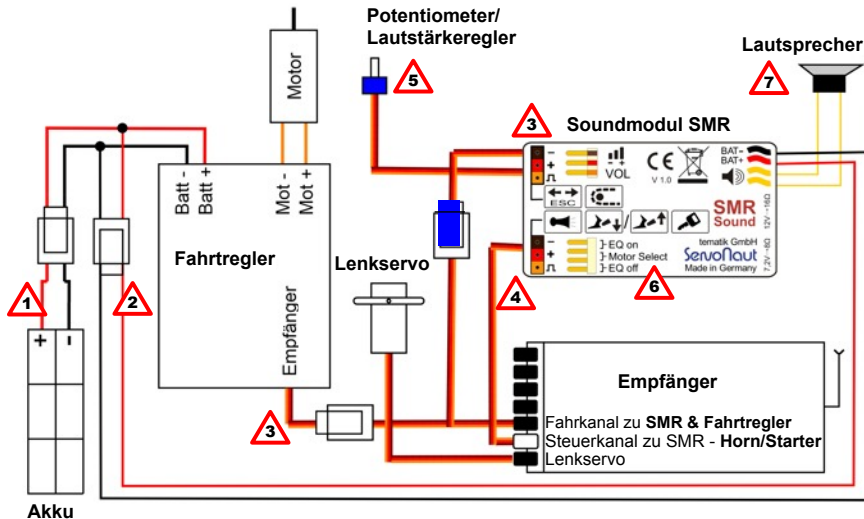 Potentiometer/
Lautstärkeregler
5
Motor
Mot -
Mot +
Batt -
Batt +
Fahrtregler
Empfänger
Lautsprecher
7
3
Soundmodul SMR
-
+
VOL
CE
V 1.0
BAT-
BAT+
ESC
SMR
Sound
12V→16Ω
7,2V→8Ω
-
+
EQ on
Motor Select
EQ off
tematik GmbH
ServoNaut
Made in Germany
6
4
Lenkservo
1
2
+
-
Akku
3
Empfänger
Fahrkanal zu SMR & Fahrtregler
Steuerkanal zu SMR - Horn/Starter
Lenkservo